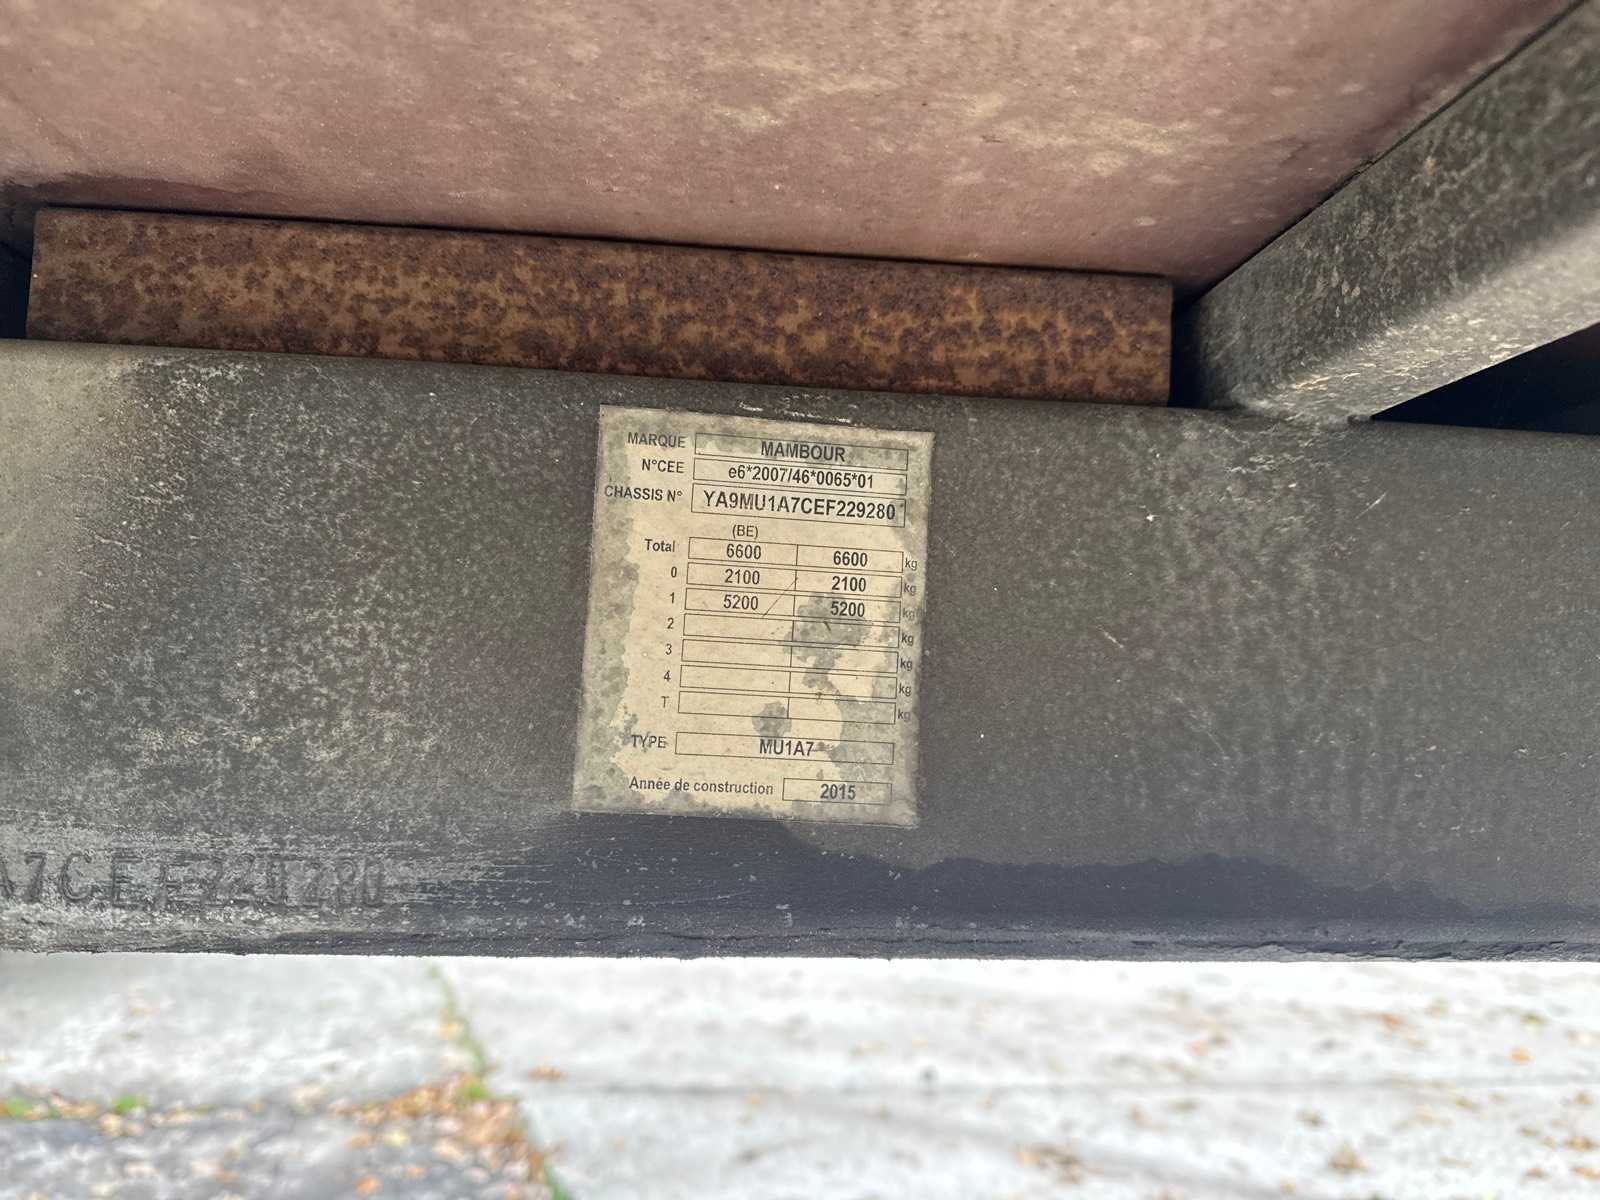 MARQUE MAMBOUR
N°CEE e6*2007/46*0065*01
CHASSIS N° YA9MU1A7CEF229280
(BE)
Total 6600 6600 kg
0 2100 2100 kg
1 5200 5200 kg
2 kg
3 kg
4 kg
T kg
TYPE MU1A7
Année de construction 2015
A7CEF229280